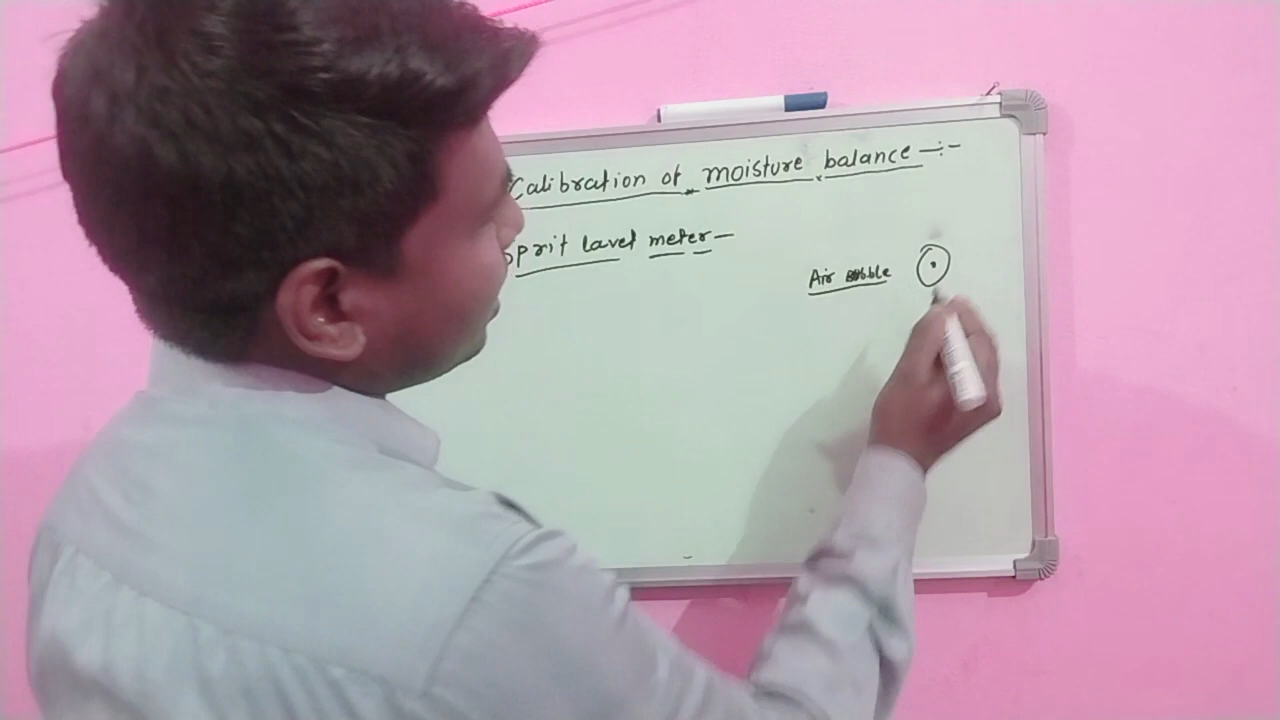 Calibration of moisture balance -:-
Sprit lavel meter -
Air bubble